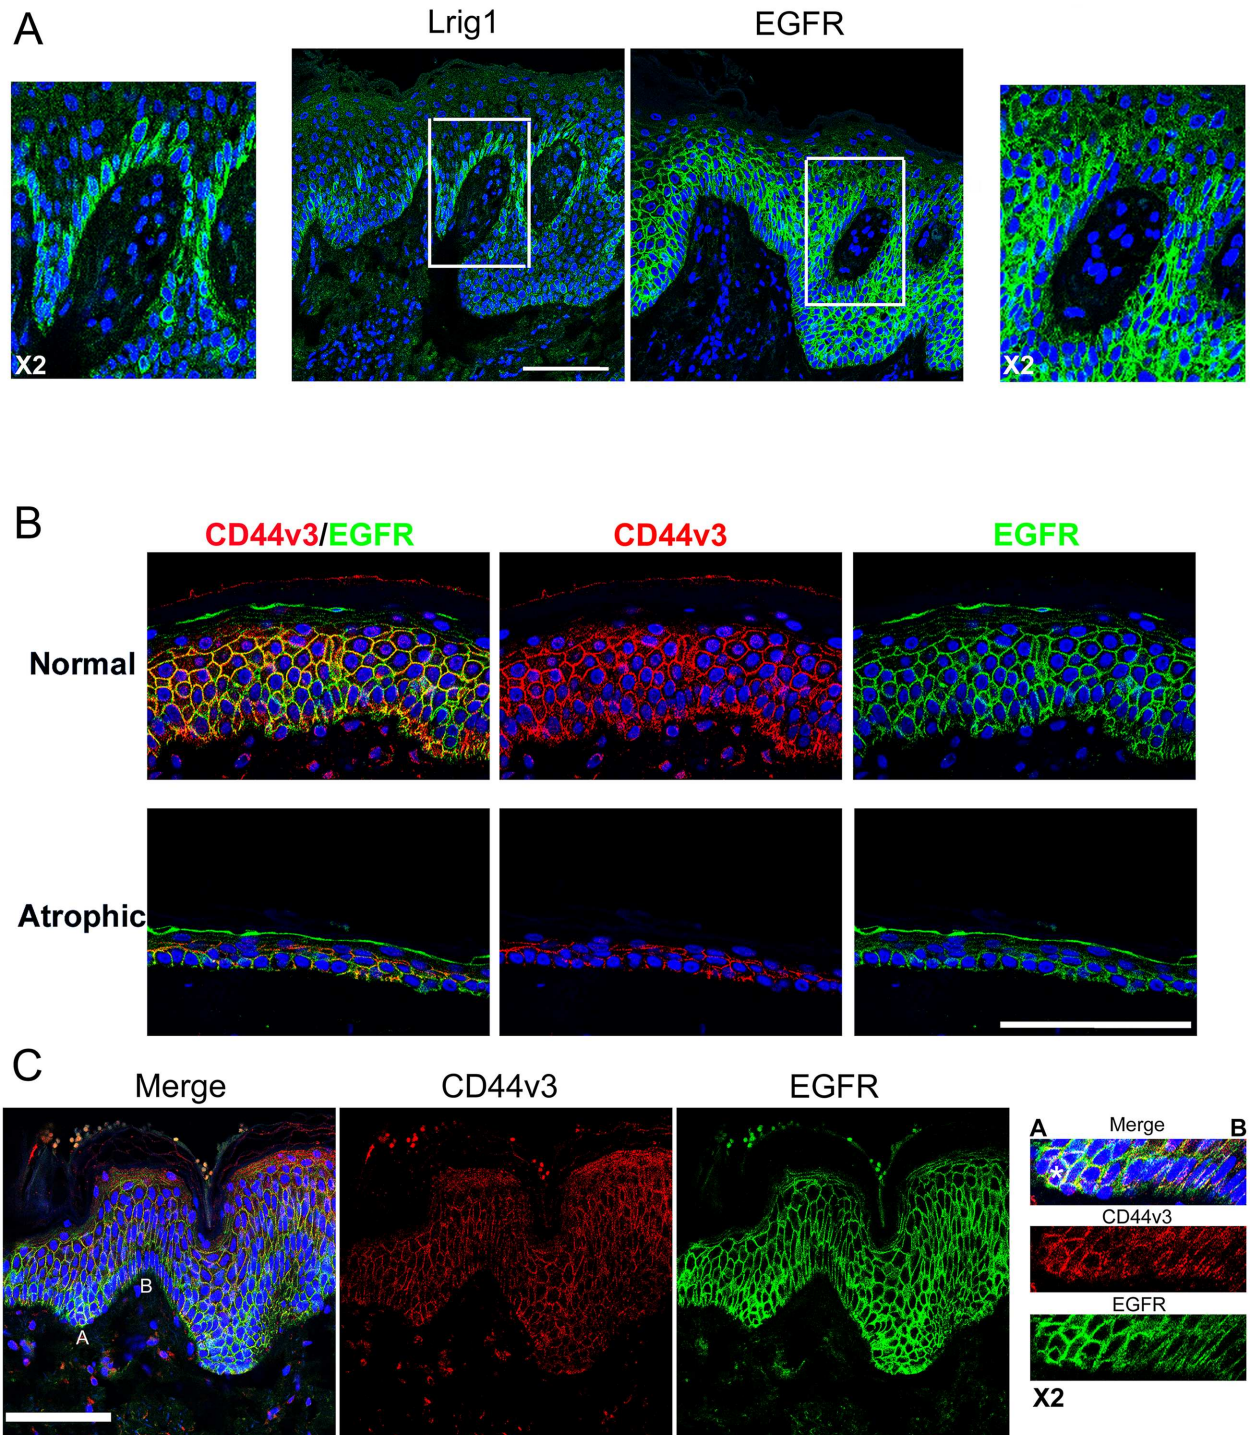 A
Lrig1
EGFR
X2
X2
B
CD44v3/EGFR
CD44v3
EGFR
Normal
Atrophic
C
Merge
CD44v3
EGFR
A
B
A
B
Merge
*
CD44v3
EGFR
X2